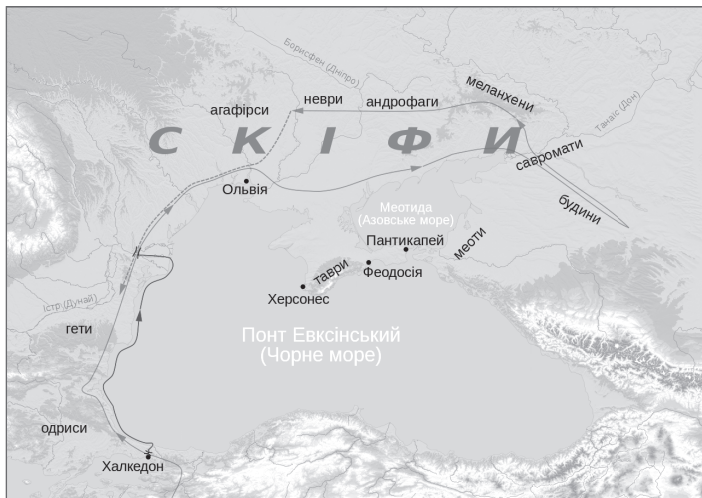 Борисфен (Дніпро)
меланхени
неври
андрофаги
агафірси
Танаіс (Дон)
СКІФИ
савромати
Ольвія
будини
Меотида
(Азовське море)
Пантикапей
меоти
таври
Феодосія
Херсонес
Істр (Дунай)
гети
Понт Евксінський
(Чорне море)
одриси
Халкедон